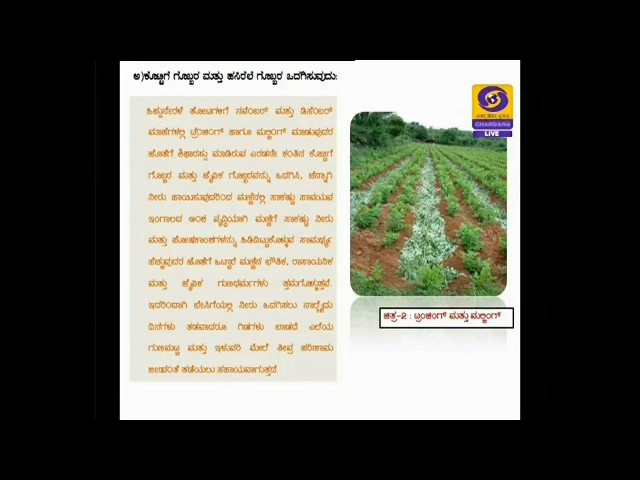 ಅ)ಕೊಟ್ಟಿಗೆ ಗೊಬ್ಬರ ಮತ್ತು ಹಸಿರೆಲೆ ಗೊಬ್ಬರ ಒದಗಿಸುವುದು:
ಹಿಪ್ಪುನೇರಳೆ ತೋಟಗಳಿಗೆ ನವೆಂಬರ್ ಮತ್ತು ಡಿಸೆಂಬರ್
ಮಾಹೆಗಳಲ್ಲಿ ಟ್ರೆಂಚಿಂಗ್ ಹಾಗೂ ಮಲ್ಚಿಂಗ್ ಮಾಡುವುದರ
ಜೊತೆಗೆ ಶಿಫಾರಸ್ಸು ಮಾಡಿರುವ ಎರಡನೇ ಕಂತಿನ ಕೊಟ್ಟಿಗೆ
ಗೊಬ್ಬರ ಮತ್ತು ಜೈವಿಕ ಗೊಬ್ಬರವನ್ನು ಒದಗಿಸಿ, ಚೆನ್ನಾಗಿ
ನೀರು ಹಾಯಿಸುವುದರಿಂದ ಮಣ್ಣಿನಲ್ಲಿ ಸಾಕಷ್ಟು ಸಾವಯವ
ಇಂಗಾಲದ ಅಂಶ ವೃದ್ಧಿಯಾಗಿ ಮಣ್ಣಿಗೆ ಸಾಕಷ್ಟು ನೀರು
ಮತ್ತು ಪೋಷಕಾಂಶಗಳನ್ನು ಹಿಡಿದಿಟ್ಟುಕೊಳ್ಳುವ ಸಾಮರ್ಥ್ಯ
ಹೆಚ್ಚುವುದರ ಜೊತೆಗೆ ಒಟ್ಟಾರೆ ಮಣ್ಣಿನ ಭೌತಿಕ, ರಾಸಾಯನಿಕ
ಮತ್ತು ಜೈವಿಕ ಗುಣಧರ್ಮಗಳು ಉತ್ತಮಗೊಳ್ಳುತ್ತವೆ.
ಇದರಿಂದಾಗಿ ಬೇಸಿಗೆಯಲ್ಲಿ ನೀರು ಒದಗಿಸಲು ನಾಲ್ಕೈದು
ದಿನಗಳು ತಡವಾದರೂ ಗಿಡಗಳು ಬಾಡದೆ ಎಲೆಯ
ಗುಣಮಟ್ಟ ಮತ್ತು ಇಳುವರಿ ಮೇಲೆ ತೀವ್ರ ಪರಿಣಾಮ
ಬೀರದಂತೆ ತಡೆಯಲು ಸಹಾಯವಾಗುತ್ತದೆ.
CHANDANA
LIVE
ಚಿತ್ರ-2 : ಟ್ರಂಚಿಂಗ್ ಮತ್ತು ಮಲ್ಚಿಂಗ್